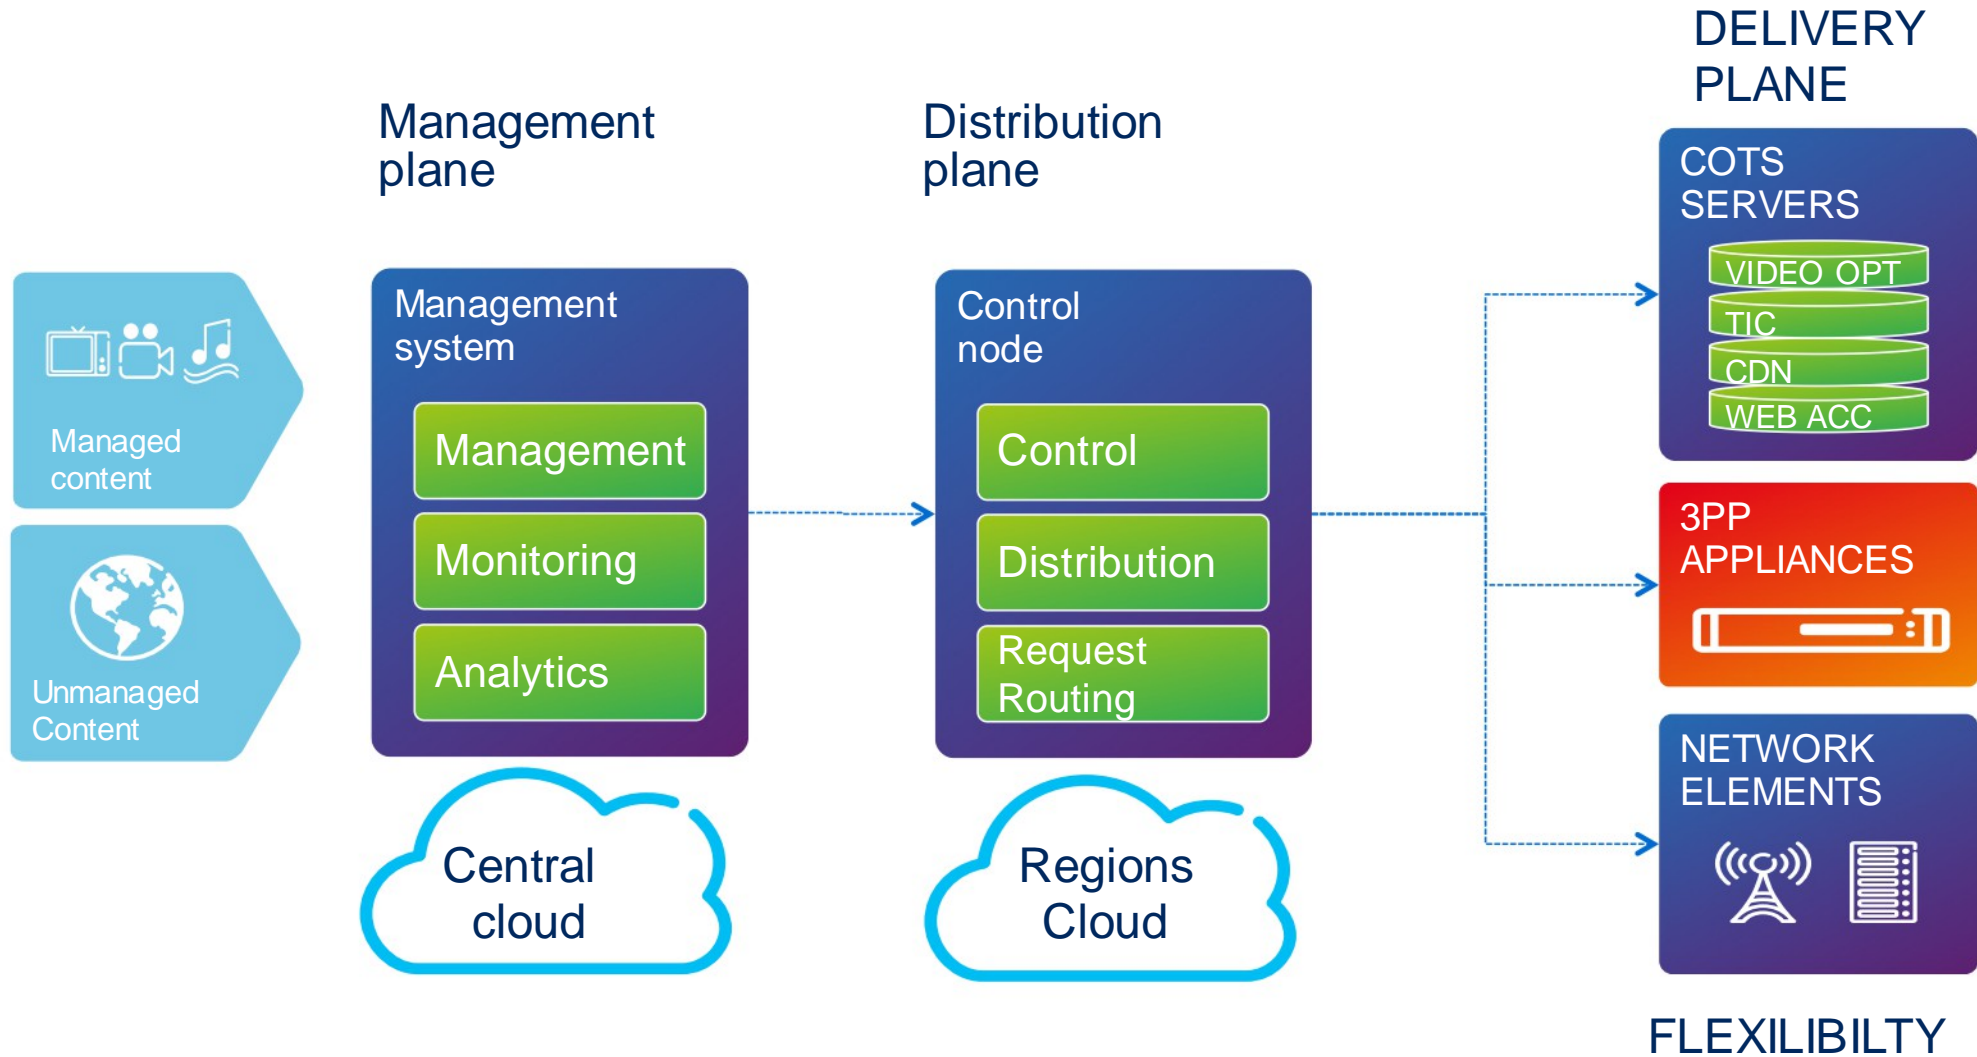 DELIVERY
PLANE
Management
plane
Distribution
plane
Managed
content
Unmanaged
Content
Management
system
Management
Monitoring
Analytics
Central
cloud
Control
node
Control
Distribution
Request
Routing
Regions
Cloud
COTS
SERVERS
VIDEO OPT
TIC
CDN
WEB ACC
3PP
APPLIANCES
NETWORK
ELEMENTS
FLEXILIBILTY